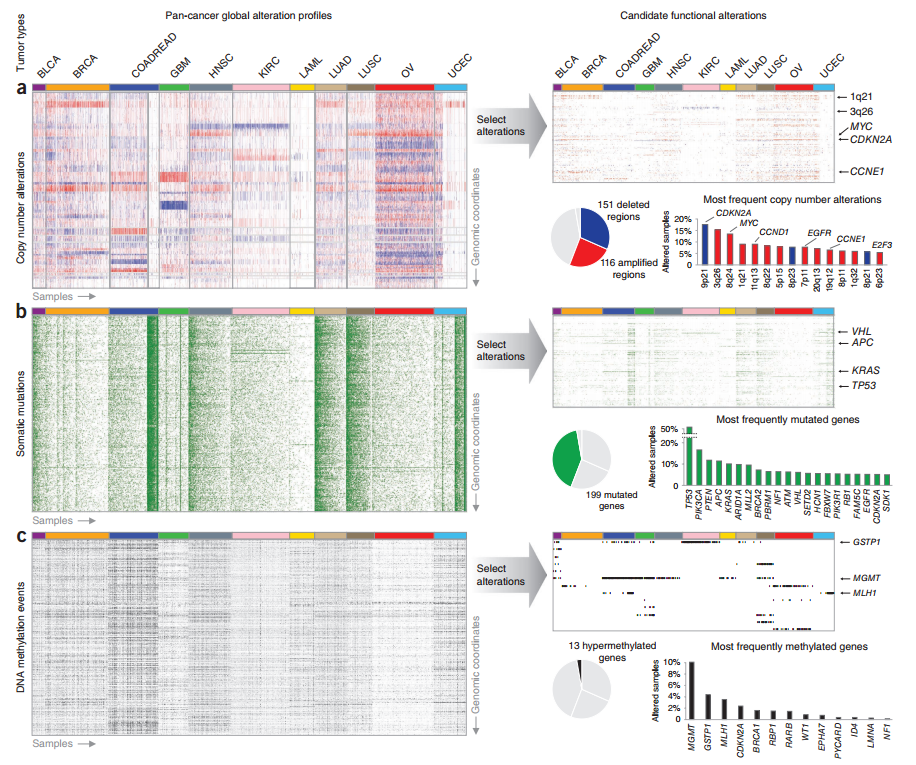 Pan-cancer global alteration profiles
Candidate functional alterations
Tumor types
BLCA
BRCA
COADREAD
GBM
HNSC
KIRC
LAML
LUAD
LUSC
OV
UCEC
BLCA
BRCA
COADREAD
GBM
HNSC
KIRC
LAML
LUAD
LUSC
OV
UCEC
a
Copy number alterations
Genomic coordinates
Samples
Select
alterations
1q21
3q26
MYC
CDKN2A
CCNE1
151 deleted
regions
116 amplified
regions
Most frequent copy number alterations
Altered samples
20%
15%
10%
5%
0
CDKN2A
MYC
CCND1
EGFR
CCNE1
E2F3
9p21
3q26
8q24
1q21
11q13
8q22
5p15
8p23
7p11
20q13
19q12
8p11
1q32
8p21
6p23
b
Somatic mutations
Genomic coordinates
Samples
Select
alterations
VHL
APC
KRAS
TP53
199 mutated
genes
Most frequently mutated genes
Altered samples
50%
20%
10%
0
TP53
PIK3CA
PTEN
APC
KRAS
ARID1A
MLL2
BRCA2
PBRM1
NF1
ATM
VHL
SETD2
HCN1
FBXW7
PIK3R1
RB1
FAM5C
EGFR
CDKN2A
SDK1
c
DNA methylation events
Genomic coordinates
Samples
Select
alterations
GSTP1
MGMT
MLH1
13 hypermethylated
genes
Most frequently methylated genes
Altered samples
10%
8%
6%
4%
2%
0
MGMT
GSTP1
MLH1
CDKN2A
BRCA1
RBP1
RARB
WT1
EPHA7
PYCARD
ID4
LMNA
NF1